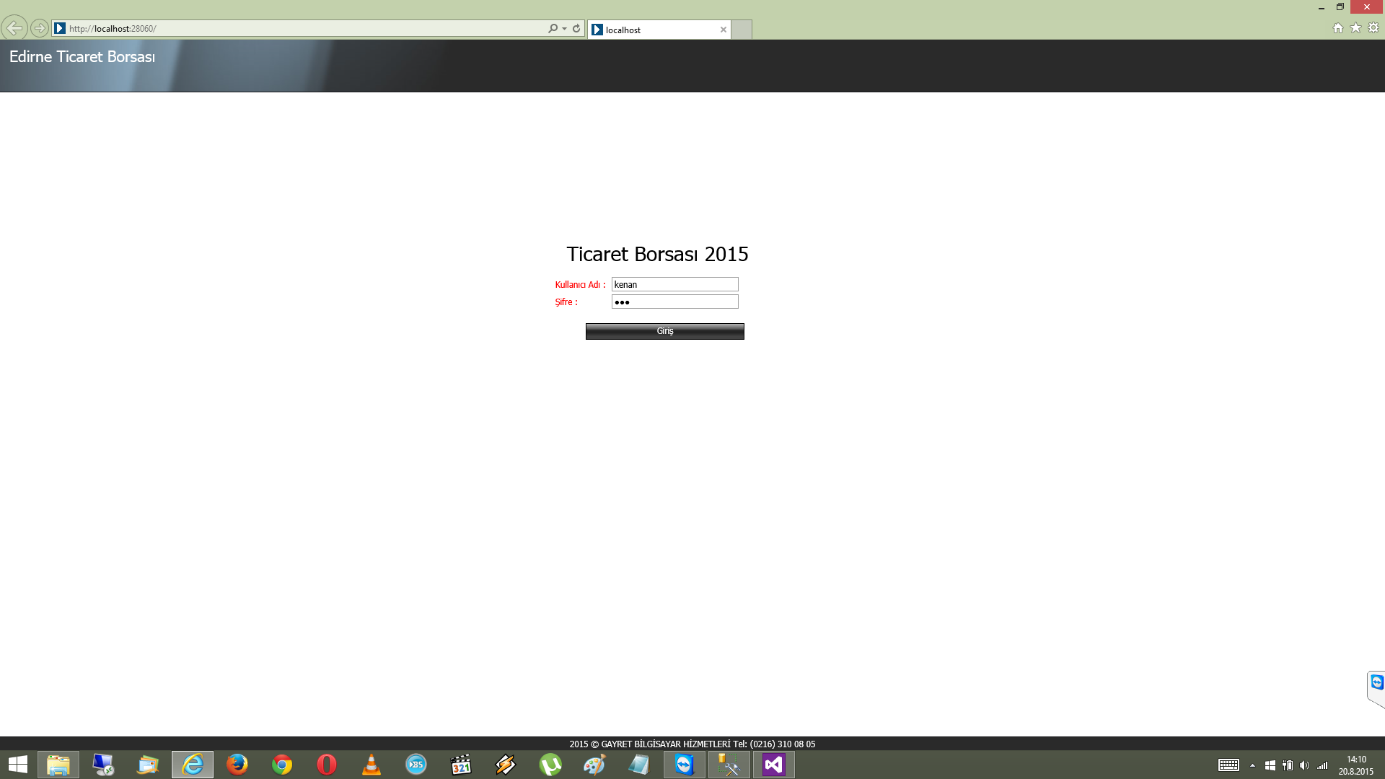 http://localhost:28060/
localhost
Edirne Ticaret Borsası
Ticaret Borsası 2015
Kullanıcı Adı : kenan
Şifre : ●●●
Giriş
2015 © GAYRET BİLGİSAYAR HİZMETLERİ Tel: (0216) 310 08 05
321
14:10
20.8.2015